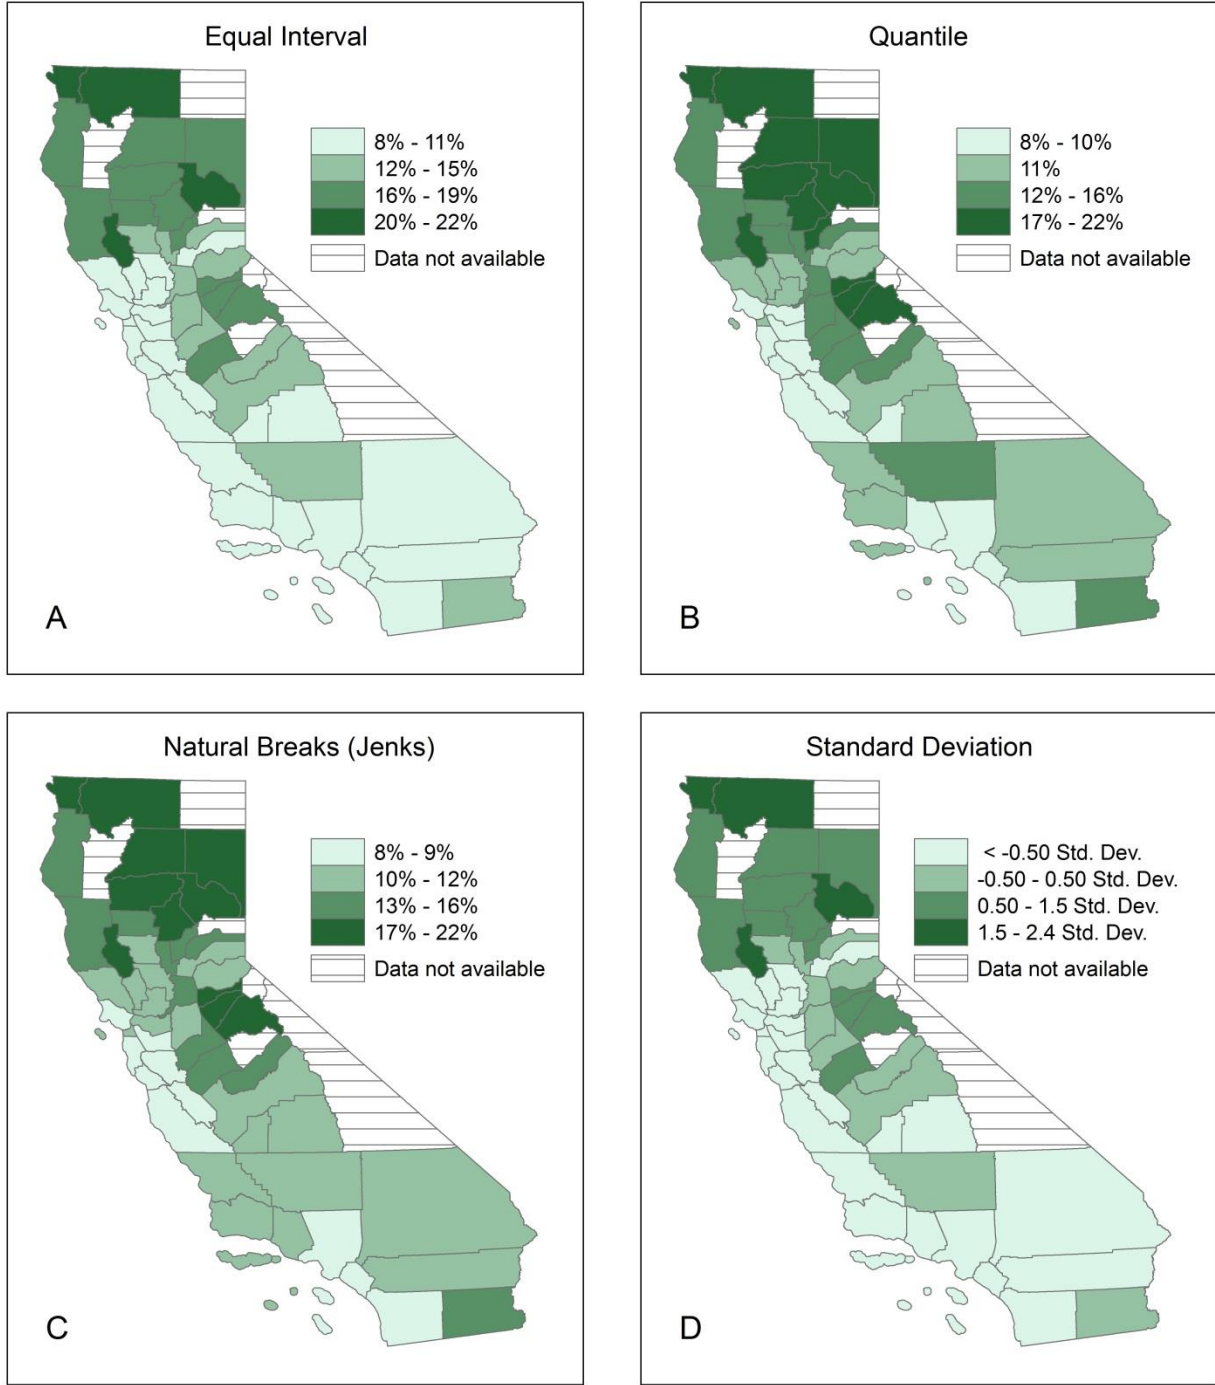 Equal Interval
8% - 11%
12% - 15%
16% - 19%
20% - 22%
Data not available
A
Quantile
8% - 10%
11%
12% - 16%
17% - 22%
Data not available
B
Natural Breaks (Jenks)
8% - 9%
10% - 12%
13% - 16%
17% - 22%
Data not available
C
Standard Deviation
< -0.50 Std. Dev.
-0.50 - 0.50 Std. Dev.
0.50 - 1.5 Std. Dev.
1.5 - 2.4 Std. Dev.
Data not available
D